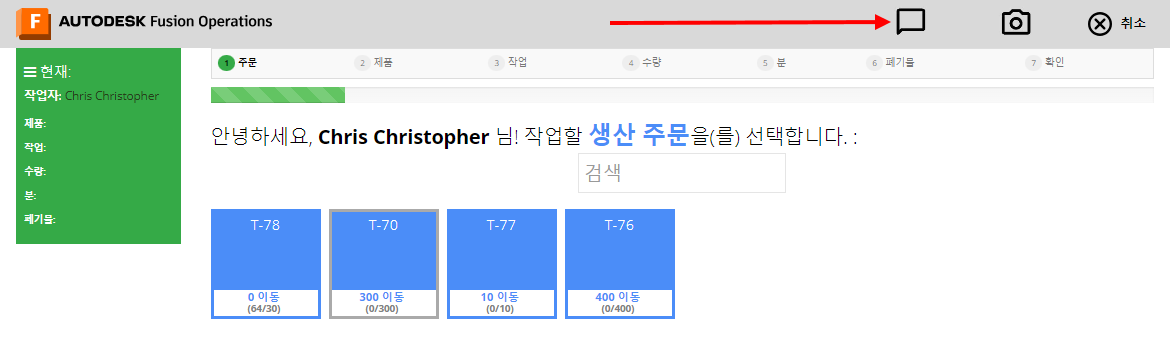 F AUTODESK Fusion Operations 취소
현재:
작업자: Chris Christopher
제품:
작업:
수량:
분:
폐기율:
1 주문 2 제품 3 작업 4 수량 5 분 6 폐기율 7 확인
안녕하세요, Chris Christopher 님! 작업할 생산 주문을(를) 선택합니다. :
검색
T-78 T-70 T-77 T-76
0 이동 300 이동 10 이동 400 이동
(64/30) (0/300) (0/10) (0/400)